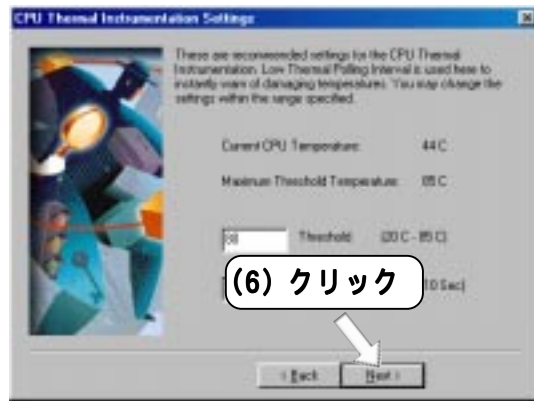 CPU Thermal Instrumentation Settings
These are recommended settings for the CPU Thermal
Instrumentation. Low Thermal Polling Interval is used here to
instantly warn of damaging temperatures. You may change the
settings within the range specified.
Current CPU Temperature: 44 C
Maximum Threshold Temperature: 85 C
Threshold: (20 C - 85 C)
(6) クリック
10 Sec)
< Back Next >